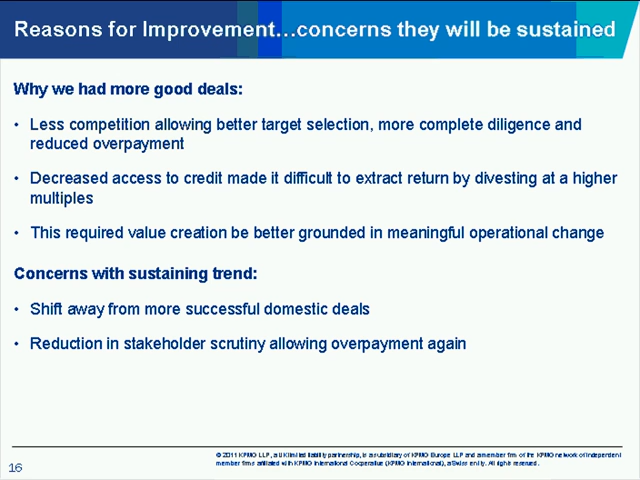 Reasons for Improvement…concerns they will be sustained
Why we had more good deals:
• Less competition allowing better target selection, more complete diligence and
reduced overpayment
• Decreased access to credit made it difficult to extract return by divesting at a higher
multiples
• This required value creation be better grounded in meaningful operational change
Concerns with sustaining trend:
• Shift away from more successful domestic deals
• Reduction in stakeholder scrutiny allowing overpayment again
© 2011 KPMG LLP, a UK limited liability partnership, is a subsidiary of KPMG Europe LLP and a member firm of the KPMG network of independent
member firms affiliated with KPMG International Cooperative (KPMG International), a Swiss entity. All rights reserved.
16